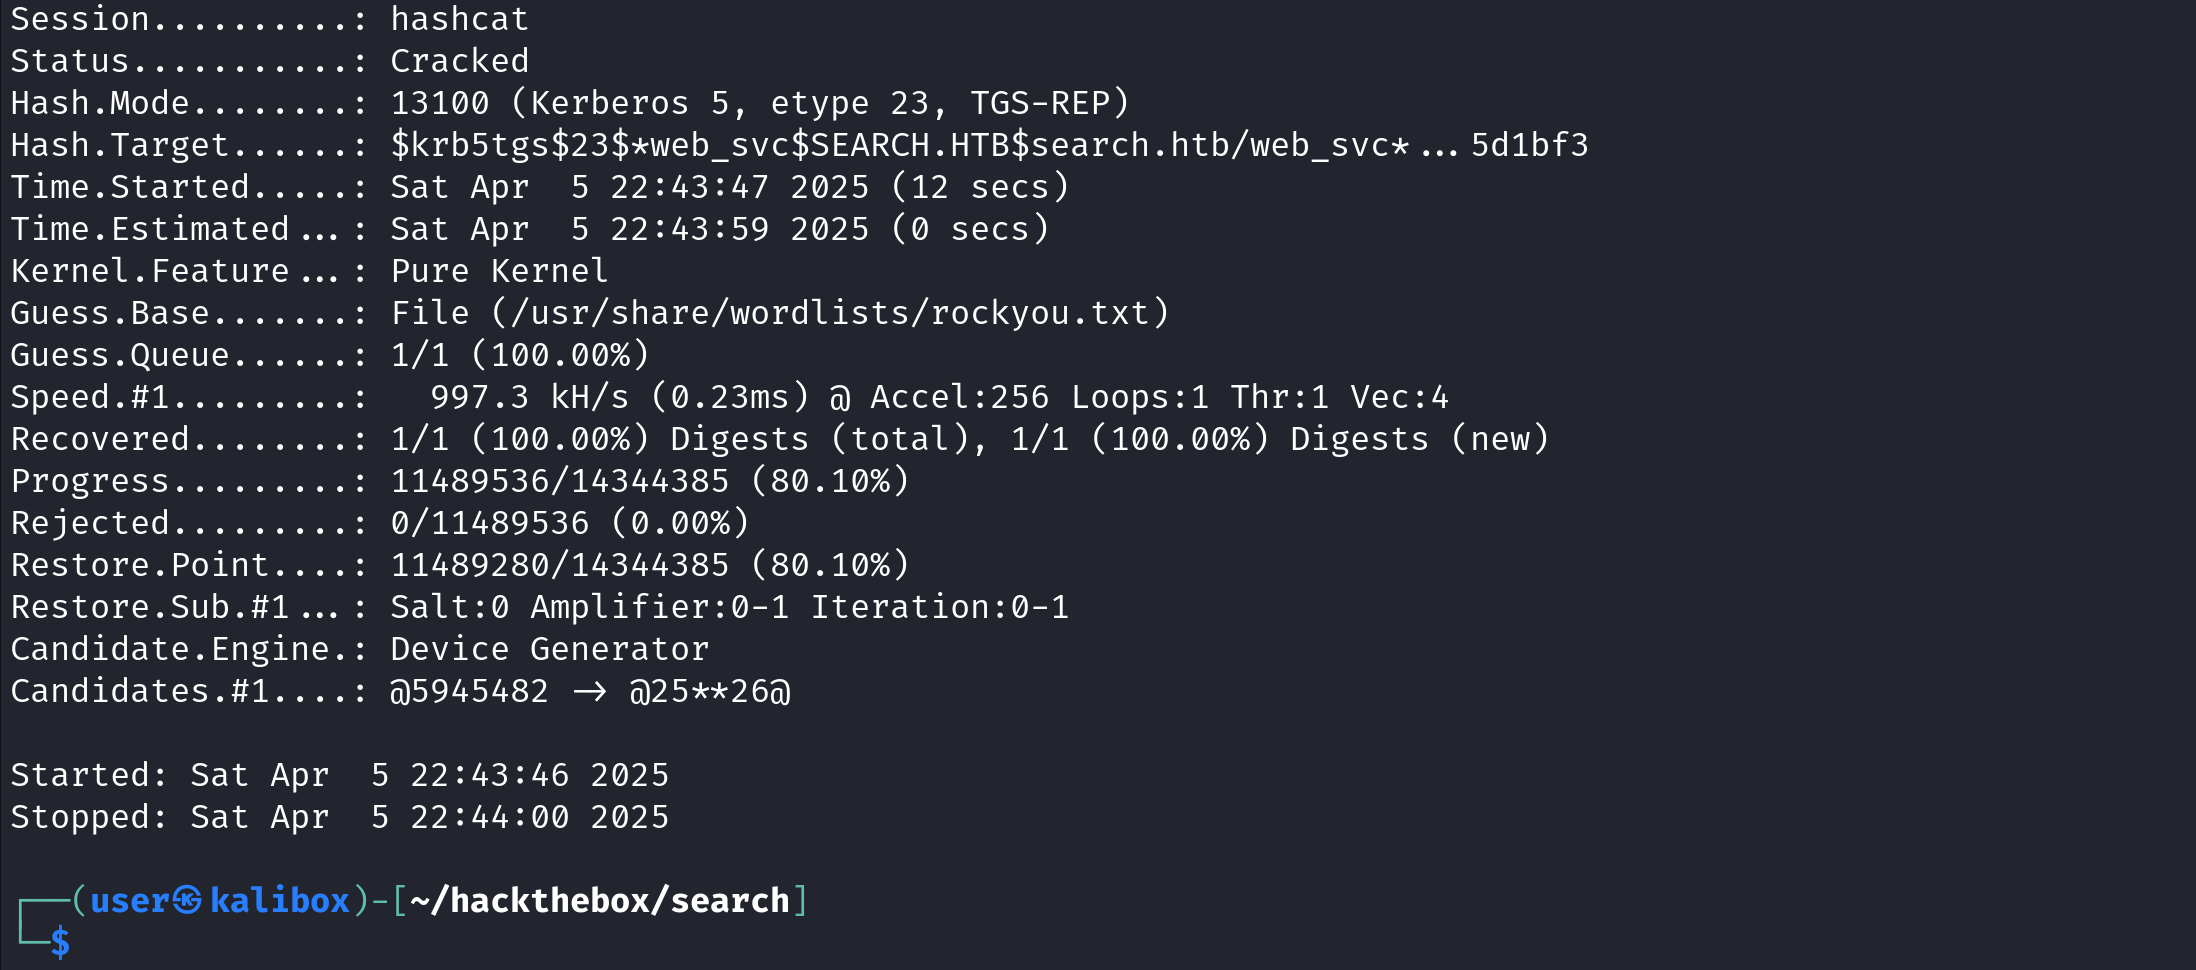 Session..........: hashcat
Status...........: Cracked
Hash.Mode........: 13100 (Kerberos 5, etype 23, TGS-REP)
Hash.Target......: $krb5tgs$23$*web_svc$SEARCH.HTB$search.htb/web_svc*...5d1bf3
Time.Started.....: Sat Apr  5 22:43:47 2025 (12 secs)
Time.Estimated...: Sat Apr  5 22:43:59 2025 (0 secs)
Kernel.Feature...: Pure Kernel
Guess.Base.......: File (/usr/share/wordlists/rockyou.txt)
Guess.Queue......: 1/1 (100.00%)
Speed.#1.........:   997.3 kH/s (0.23ms) @ Accel:256 Loops:1 Thr:1 Vec:4
Recovered........: 1/1 (100.00%) Digests (total), 1/1 (100.00%) Digests (new)
Progress.........: 11489536/14344385 (80.10%)
Rejected.........: 0/11489536 (0.00%)
Restore.Point....: 11489280/14344385 (80.10%)
Restore.Sub.#1...: Salt:0 Amplifier:0-1 Iteration:0-1
Candidate.Engine.: Device Generator
Candidates.#1....: @5945482 -> @25**26@
Started: Sat Apr  5 22:43:46 2025
Stopped: Sat Apr  5 22:44:00 2025
┌──(user㉿kalibox)-[~/hackthebox/search]
└─$